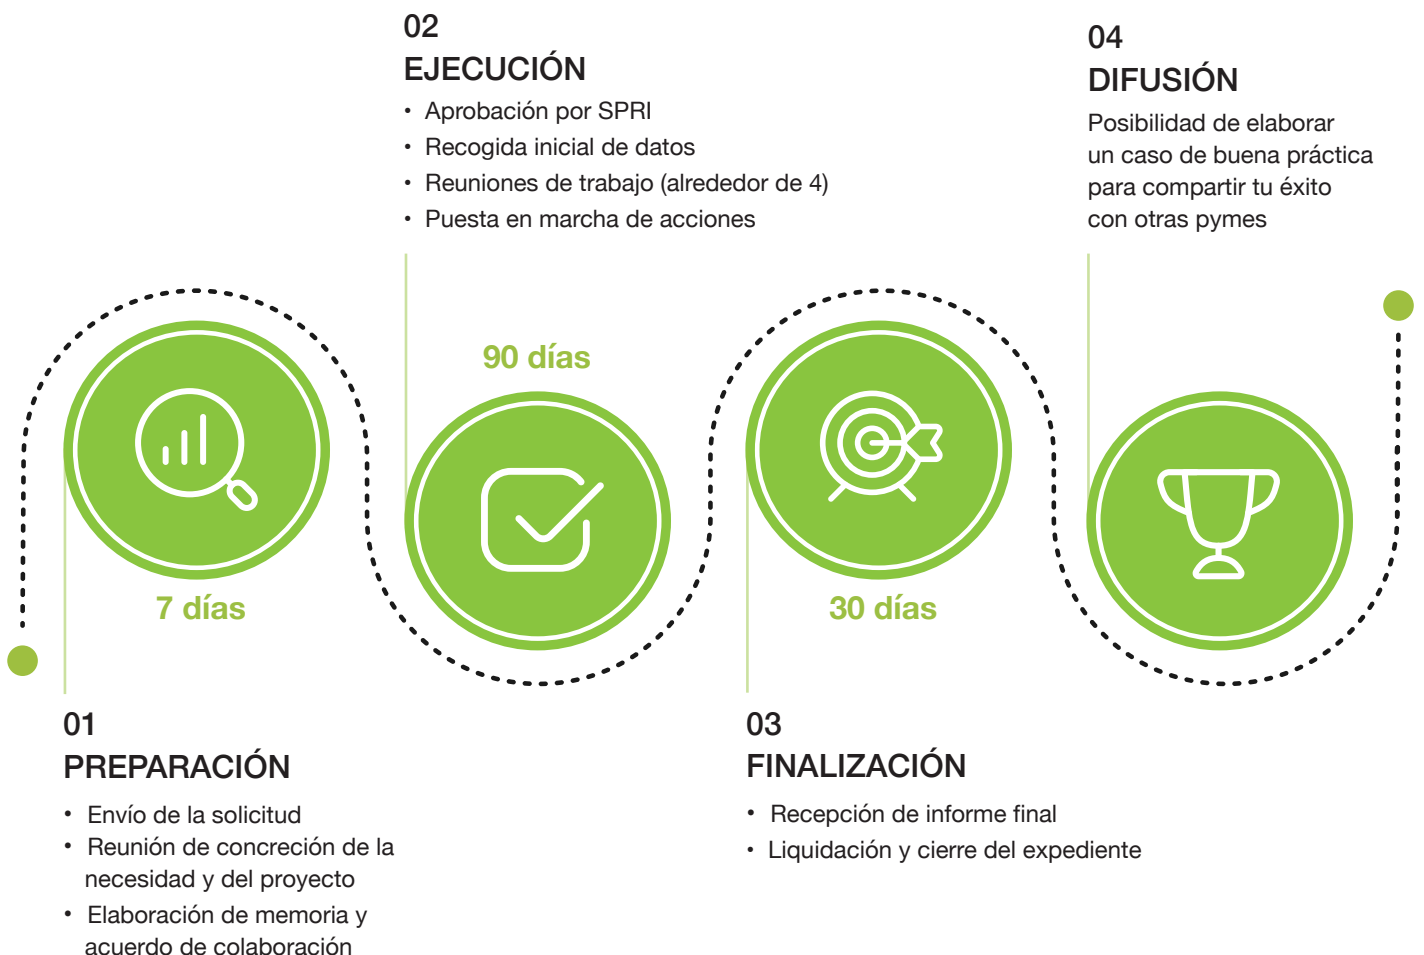 01
PREPARACIÓN
• Envío de la solicitud
• Reunión de concreción de la
necesidad y del proyecto
• Elaboración de memoria y
acuerdo de colaboración
7 días
02
EJECUCIÓN
• Aprobación por SPRI
• Recogida inicial de datos
• Reuniones de trabajo (alrededor de 4)
• Puesta en marcha de acciones
90 días
03
FINALIZACIÓN
• Recepción de informe final
• Liquidación y cierre del expediente
30 días
04
DIFUSIÓN
Posibilidad de elaborar
un caso de buena práctica
para compartir tu éxito
con otras pymes